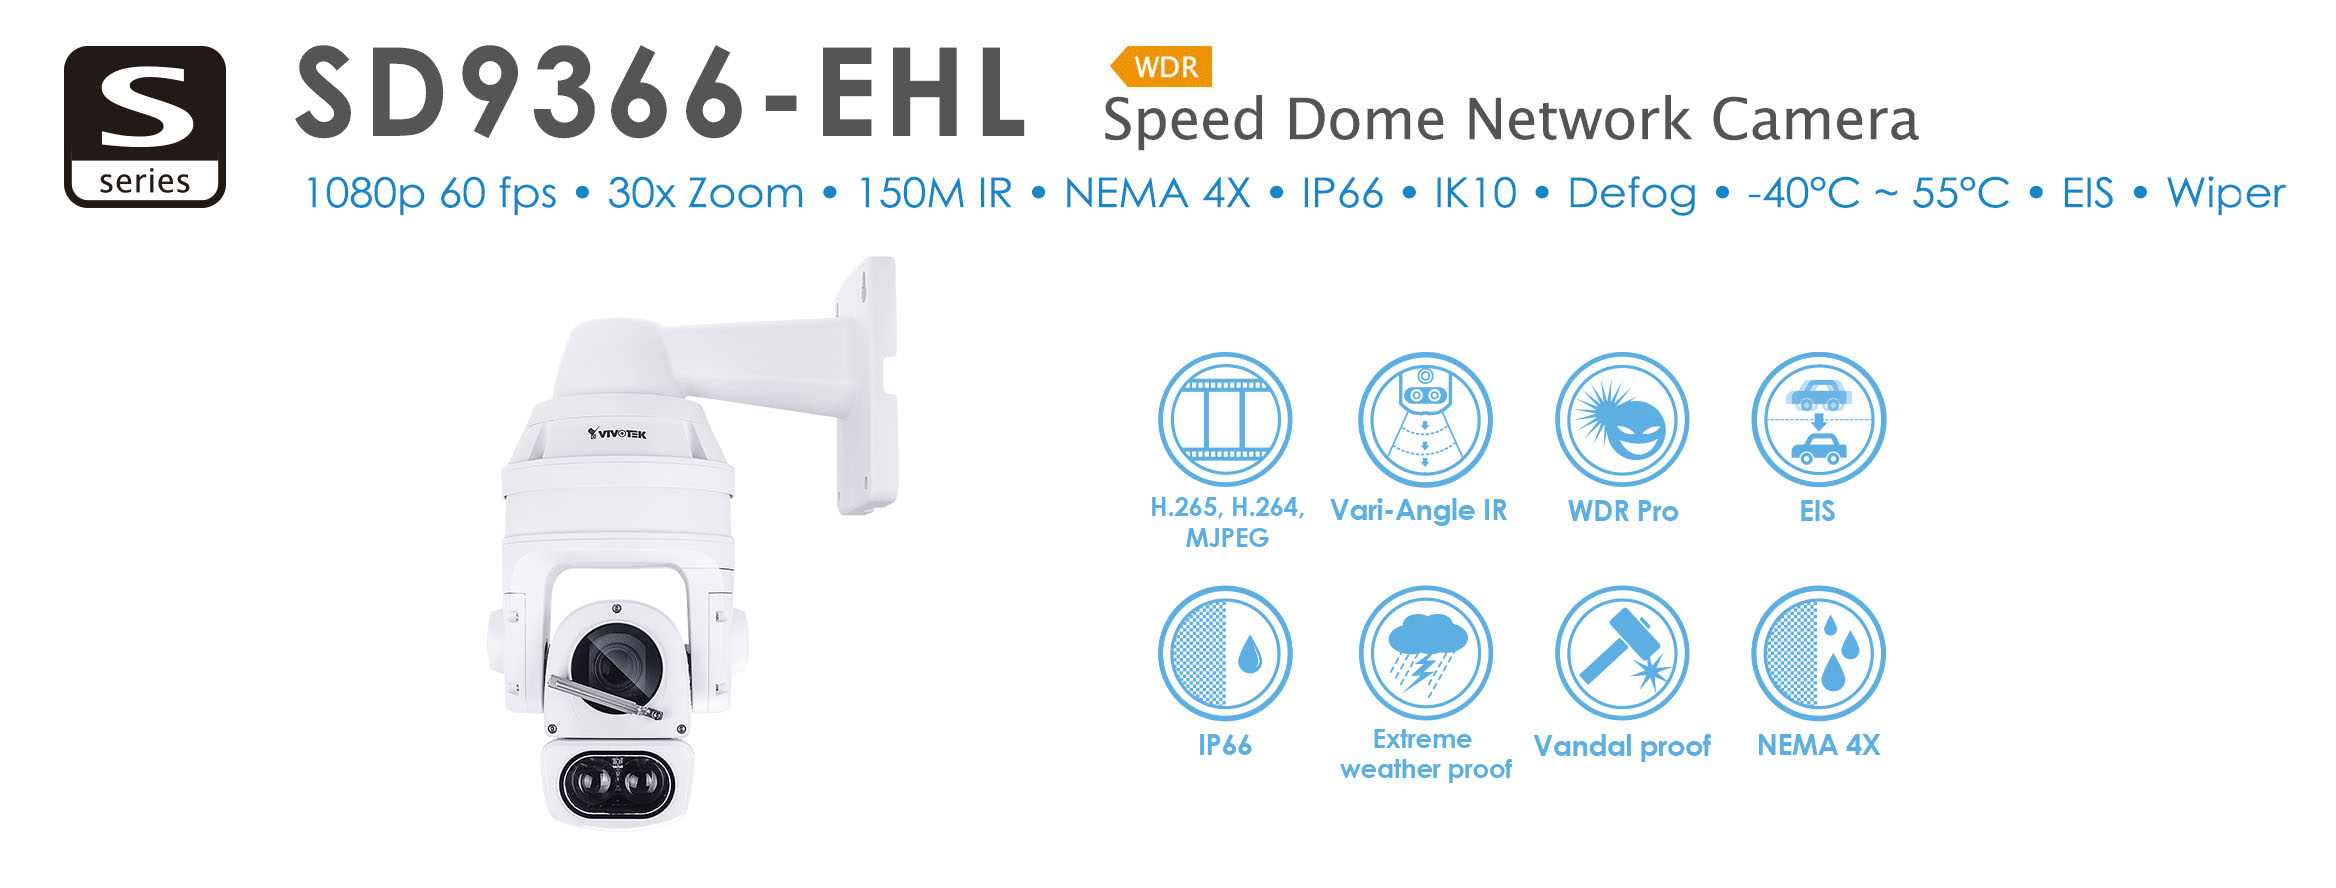 S
series
SD9366-EHL
WDR
Speed Dome Network Camera
1080p 60 fps • 30x Zoom • 150M IR • NEMA 4X • IP66 • IK10 • Defog • -40°C ~ 55°C • EIS • Wiper
VIVOTEK
H.265, H.264,
MJPEG
Vari-Angle IR
WDR Pro
EIS
IP66
Extreme
weather proof
Vandal proof
NEMA 4X